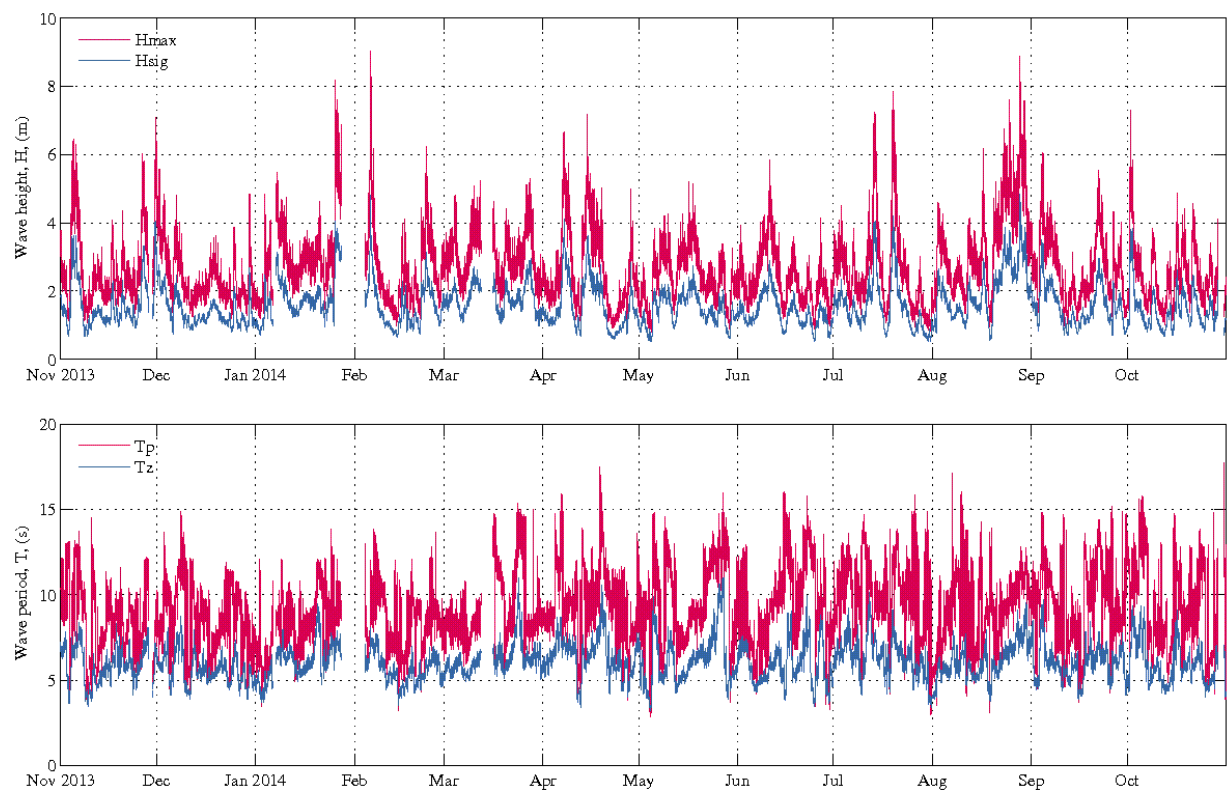 10
Hmax
Hsig
8
6
4
2
0
Wave height, H, (m)
Nov 2013 Dec Jan 2014 Feb Mar Apr May Jun Jul Aug Sep Oct
20
Tp
Tz
15
10
5
0
Wave period, T, (s)
Nov 2013 Dec Jan 2014 Feb Mar Apr May Jun Jul Aug Sep Oct